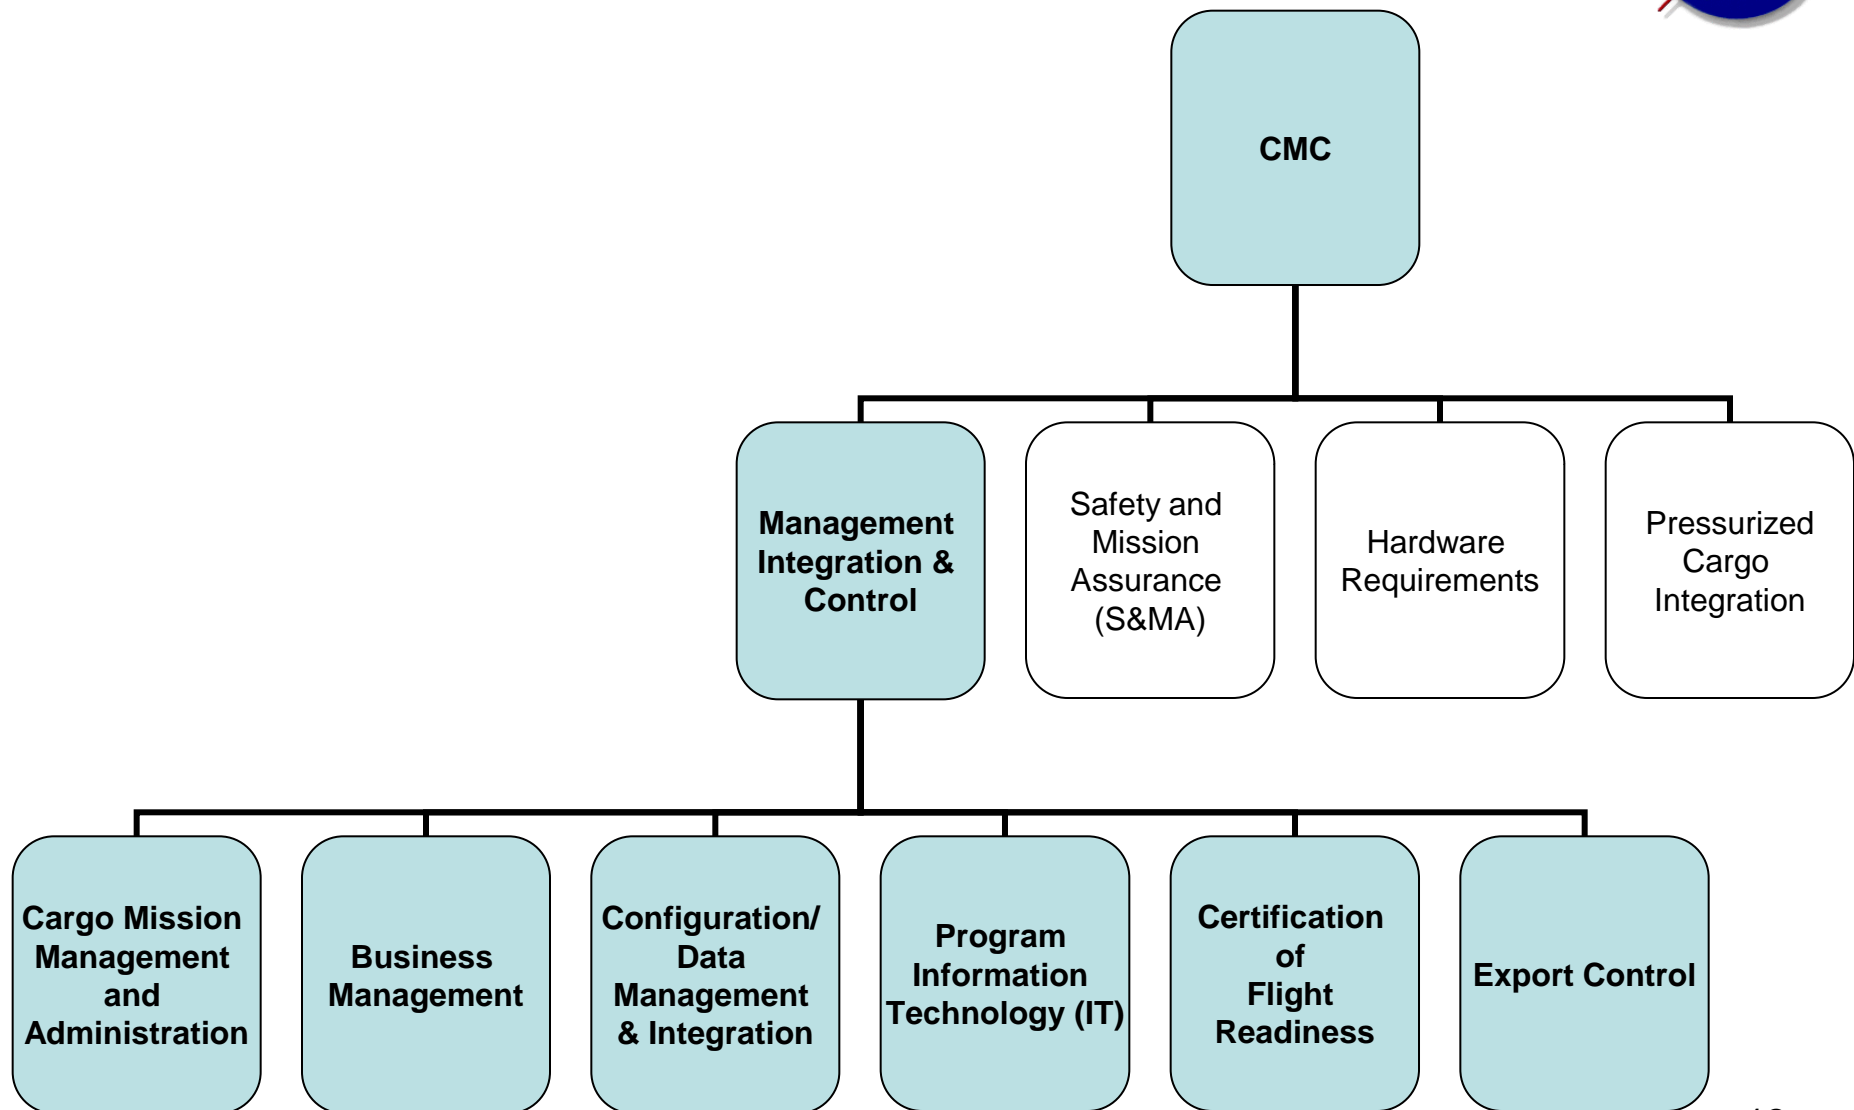 CMC
Management
Integration &
Control
Safety and
Mission
Assurance
(S&MA)
Hardware
Requirements
Pressurized
Cargo
Integration
Cargo Mission
Management
and
Administration
Business
Management
Configuration/
Data
Management
& Integration
Program
Information
Technology (IT)
Certification
of
Flight
Readiness
Export Control